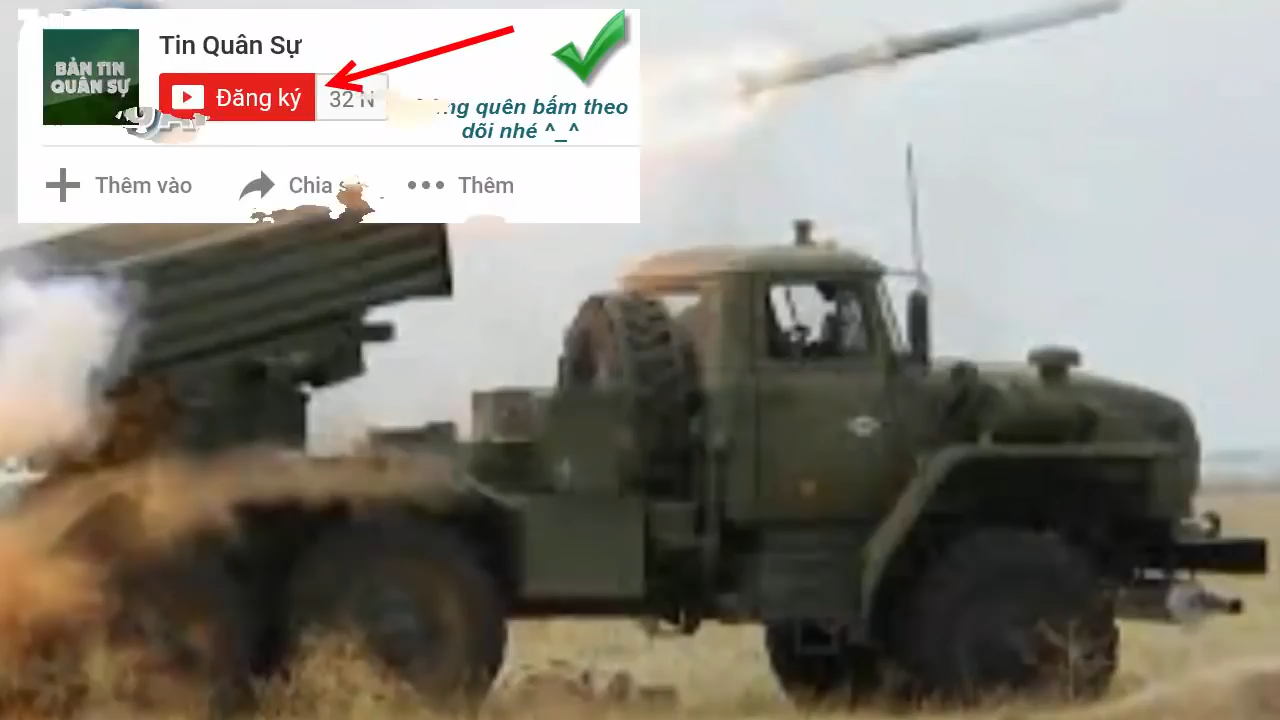 Tin Quân Sự
BẢN TIN
QUÂN SỰ
Đăng ký
32 N
quên bấm theo
dõi nhé ^_^
Thêm vào
Chia
Thêm